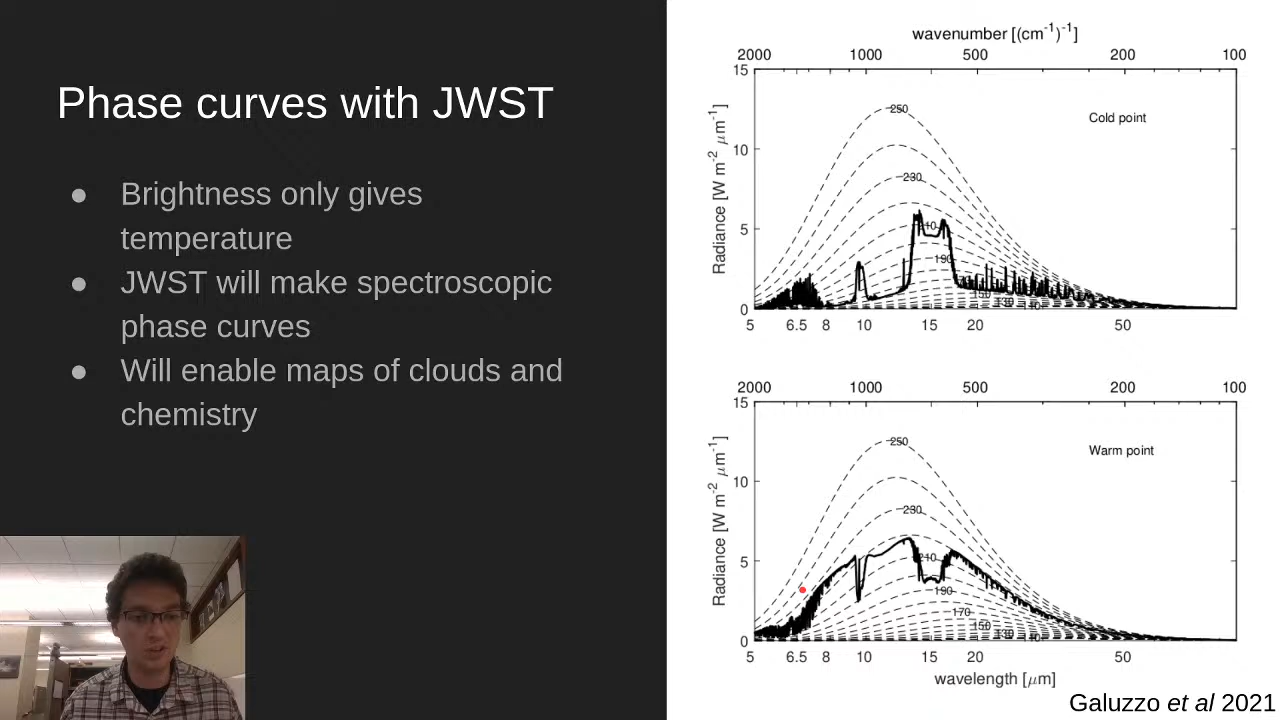 Phase curves with JWST
● Brightness only gives
temperature
● JWST will make spectroscopic
phase curves
● Will enable maps of clouds and
chemistry
wavenumber [(cm⁻¹)⁻¹]
2000 1000 500 200 100
15
10
5
0
Radiance [W m⁻² μm⁻¹]
Cold point
250
230
210
190
150
130
5 6.5 8 10 15 20 50
2000 1000 500 200 100
15
10
5
0
Radiance [W m⁻² μm⁻¹]
Warm point
250
230
210
190
170
150
130
5 6.5 8 10 15 20 50
wavelength [μm]
Galuzzo et al 2021